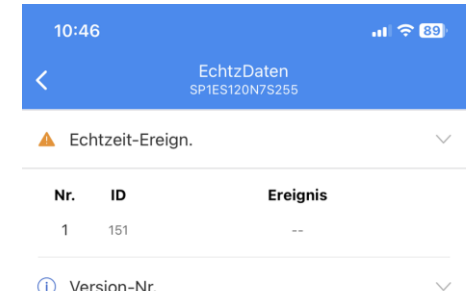 10:46 89
EchtzDaten
SP1ES120N7S255
Echtzeit-Ereign.
Nr. ID Ereignis
1 151 --
Version-Nr.